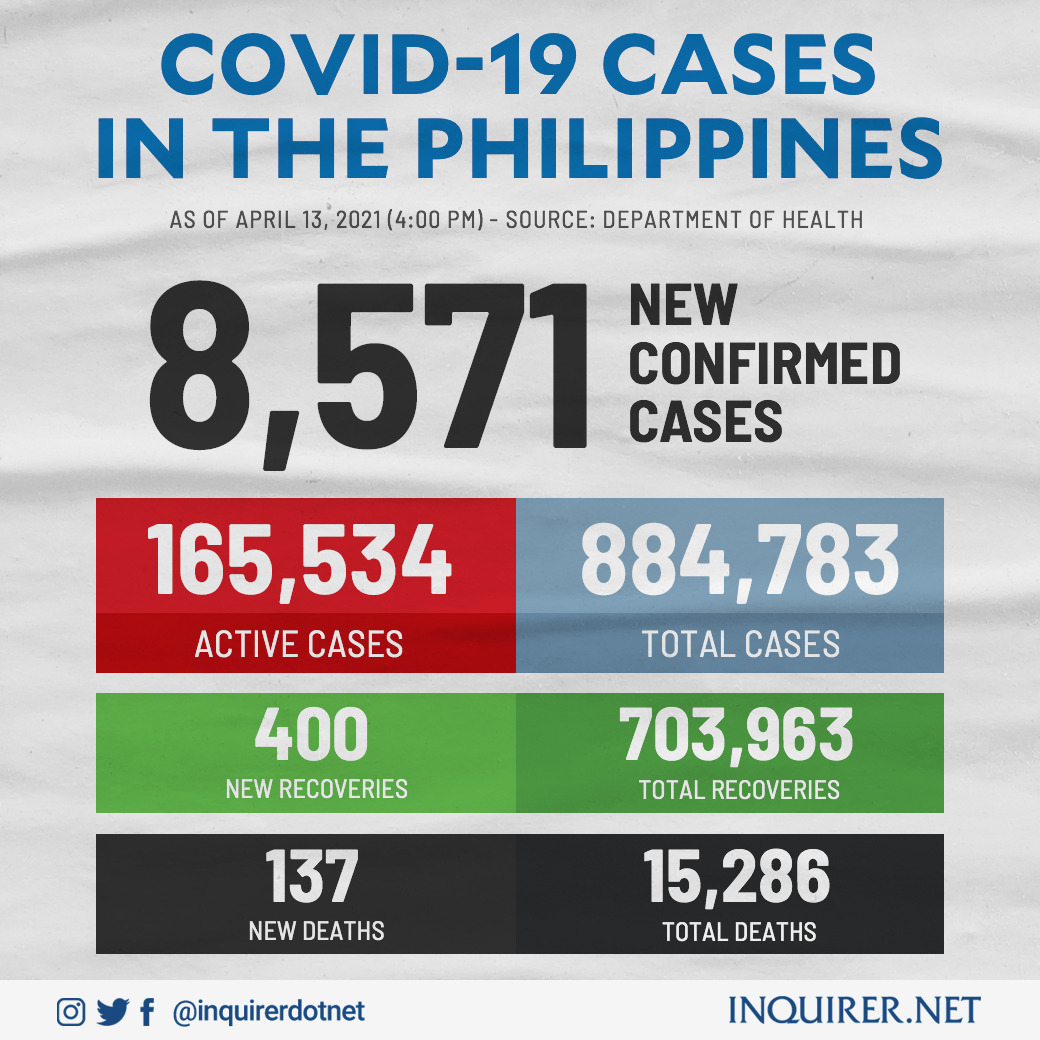 COVID-19 CASES
IN THE PHILIPPINES
AS OF APRIL 13, 2021 (4:00 PM) - SOURCE: DEPARTMENT OF HEALTH
8,571
NEW
CONFIRMED
CASES
165,534
ACTIVE CASES
884,783
TOTAL CASES
400
NEW RECOVERIES
703,963
TOTAL RECOVERIES
137
NEW DEATHS
15,286
TOTAL DEATHS
@inquirerdotnet
INQUIRER.NET